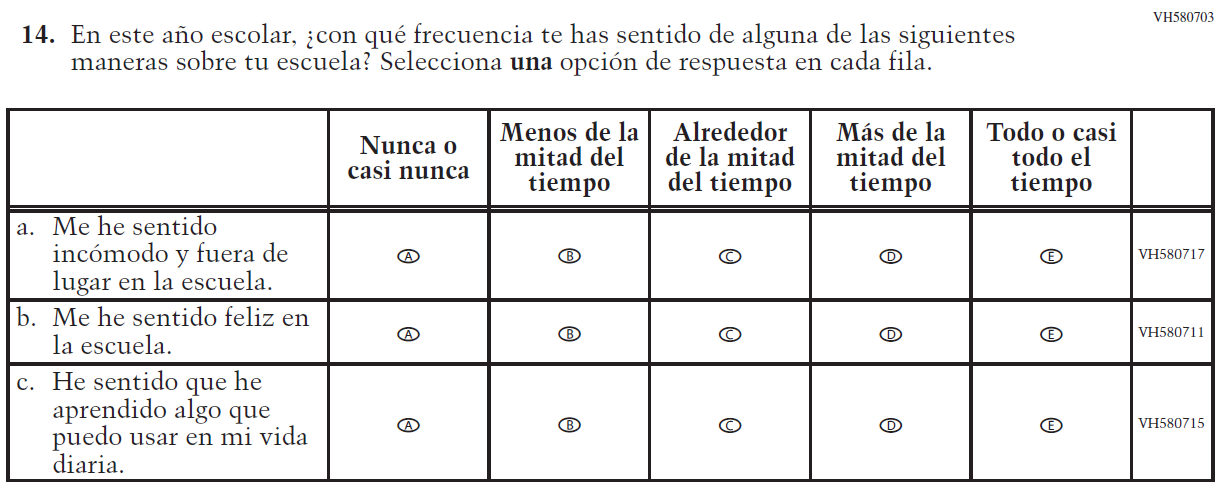 VH580703
14. En este año escolar, ¿con qué frecuencia te has sentido de alguna de las siguientes
maneras sobre tu escuela? Selecciona una opción de respuesta en cada fila.
Nunca o
casi nunca
Menos de la
mitad del
tiempo
Alrededor
de la mitad
del tiempo
Más de la
mitad del
tiempo
Todo o casi
todo el
tiempo
a. Me he sentido
incómodo y fuera de
lugar en la escuela.
A B C D E VH580717
b. Me he sentido feliz en
la escuela.
A B C D E VH580711
c. He sentido que he
aprendido algo que
puedo usar en mi vida
diaria.
A B C D E VH580715